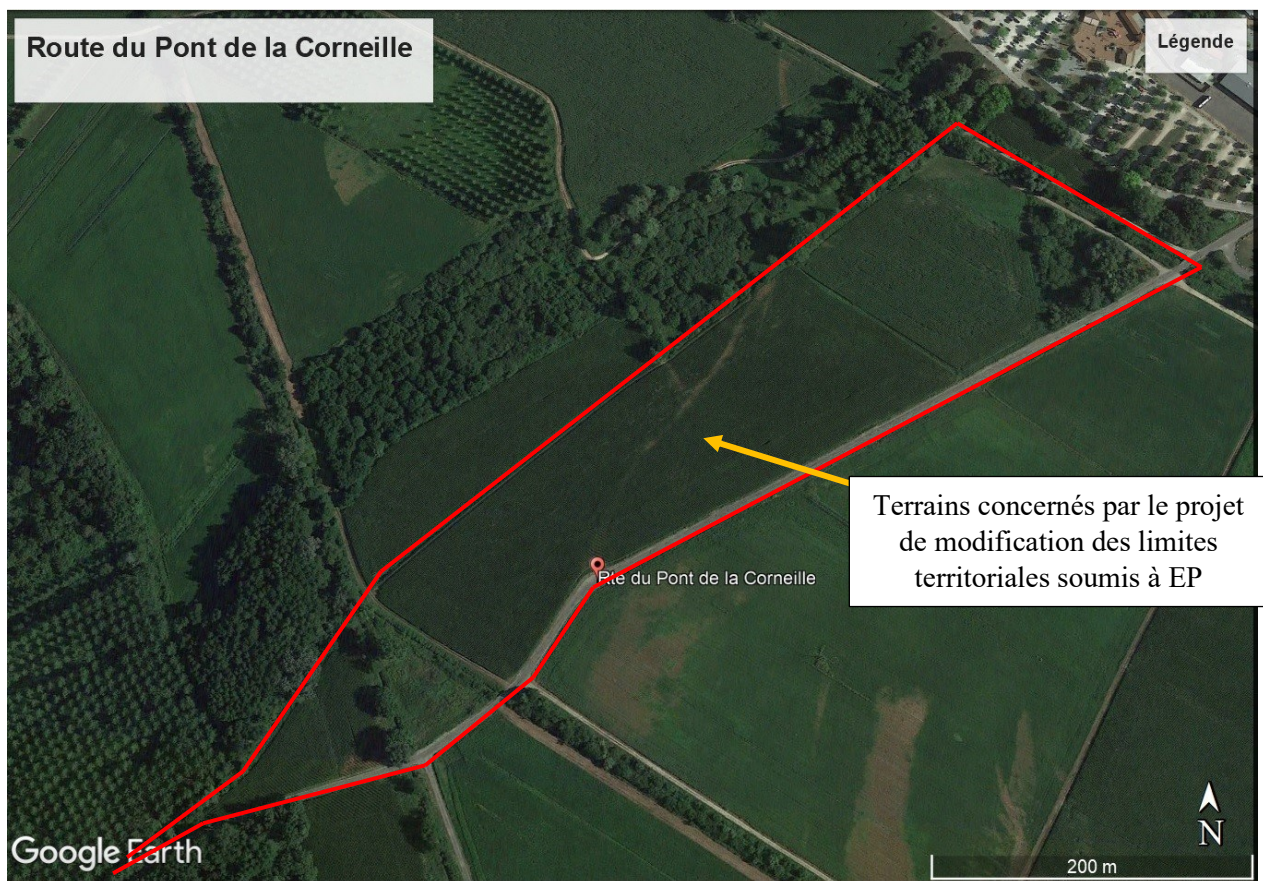 Route du Pont de la Corneille
Légende
Terrains concernés par le projet
de modification des limites
territoriales soumis à EP
Rte du Pont de la Corneille
Google Earth
N
200 m